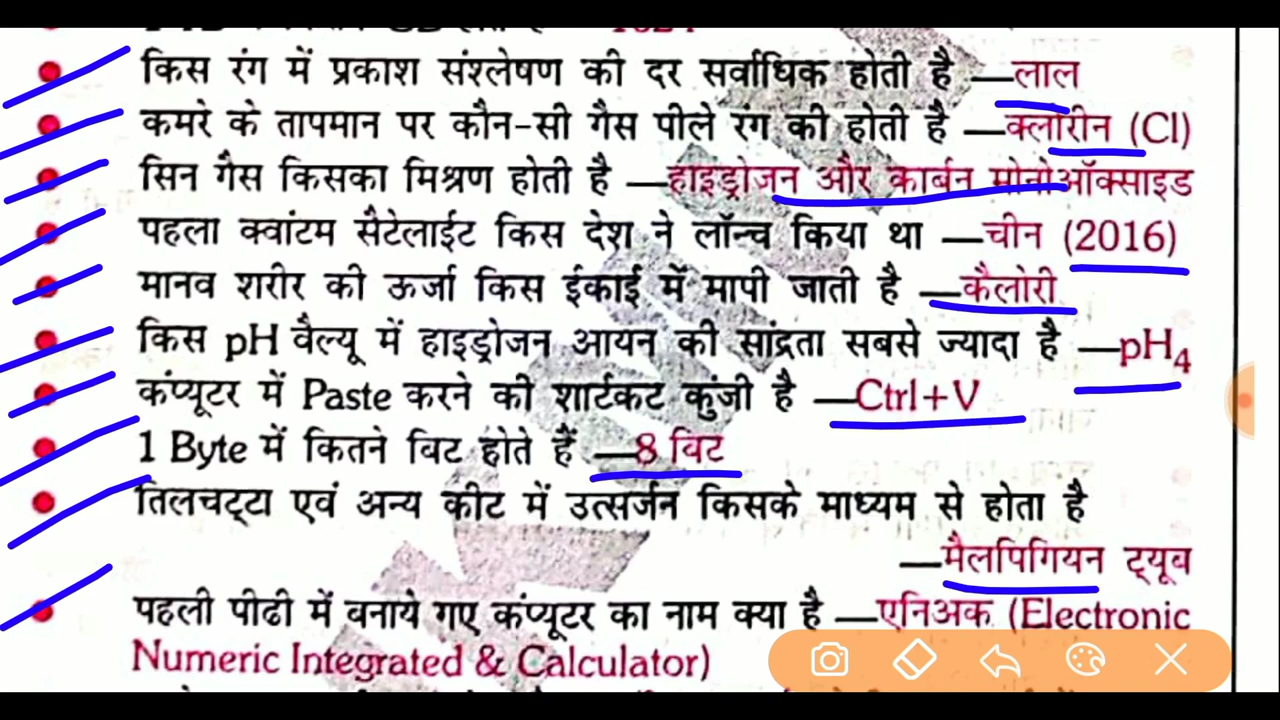 किस रंग में प्रकाश संश्लेषण की दर सर्वाधिक होती है —लाल
कमरे के तापमान पर कौन-सी गैस पीले रंग की होती है —क्लोरीन (Cl)
सिन गैस किसका मिश्रण होती है —हाइड्रोजन और कार्बन मोनोऑक्साइड
पहला क्वांटम सैटेलाईट किस देश ने लॉन्च किया था —चीन (2016)
मानव शरीर की ऊर्जा किस ईकाई में मापी जाती है —कैलोरी
किस pH वैल्यू में हाइड्रोजन आयन की सांद्रता सबसे ज्यादा है —pH4
कंप्यूटर में Paste करने की शार्टकट कुंजी है —Ctrl+V
1 Byte में कितने बिट होते हैं —8 बिट
तिलचट्टा एवं अन्य कीट में उत्सर्जन किसके माध्यम से होता है
—मैलपिगियन ट्यूब
पहली पीढी में बनाये गए कंप्यूटर का नाम क्या है —एनिअक (Electronic
Numeric Integrated & Calculator)